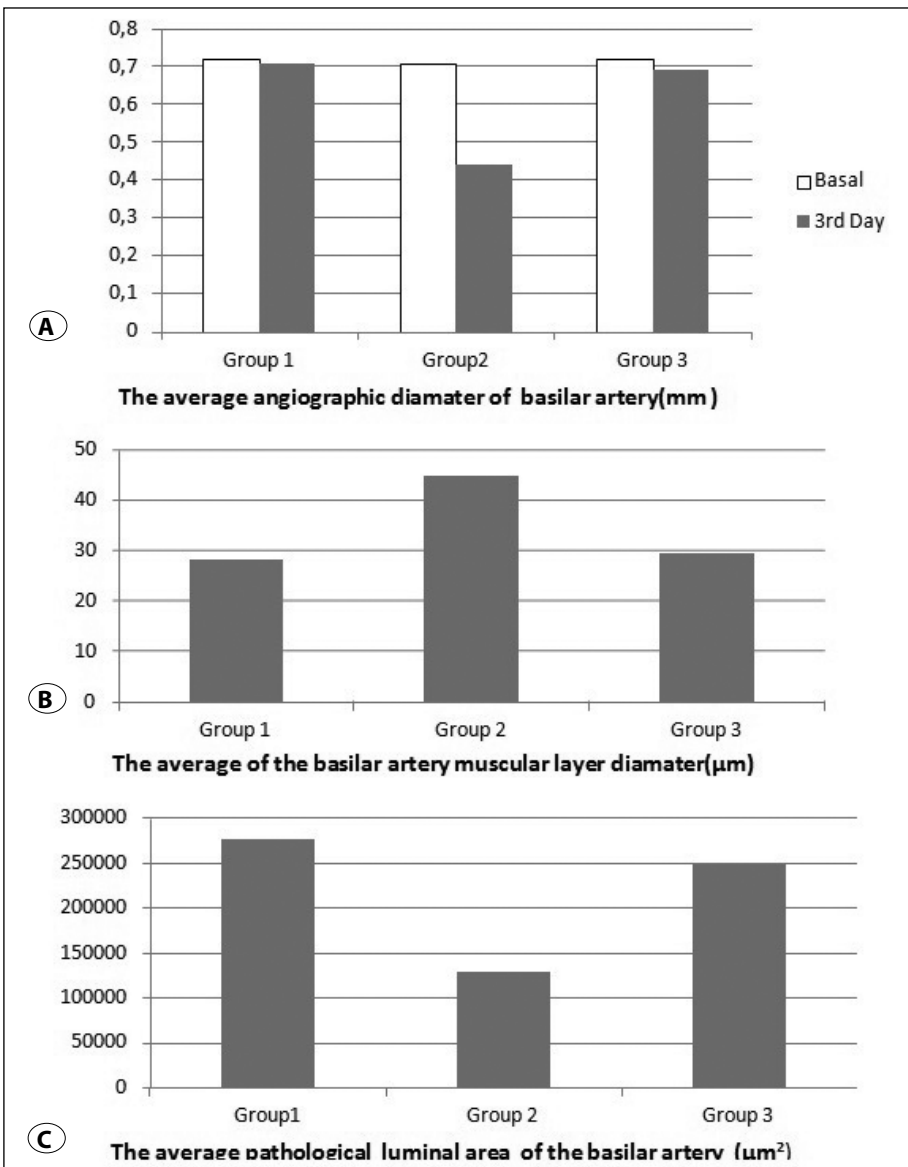 0,8
0,7
0,6
0,5
0,4
0,3
0,2
0,1
0
Basal
3rd Day
A
Group 1 Group2 Group 3
The average angiographic diamater of basilar artery(mm )
50
40
30
20
10
0
B
Group 1 Group 2 Group 3
The average of the basilar artery muscular layer diamater(µm)
300000
250000
200000
150000
100000
50000
0
Group1 Group 2 Group 3
C
The average pathological luminal area of the basilar artery (µm²)